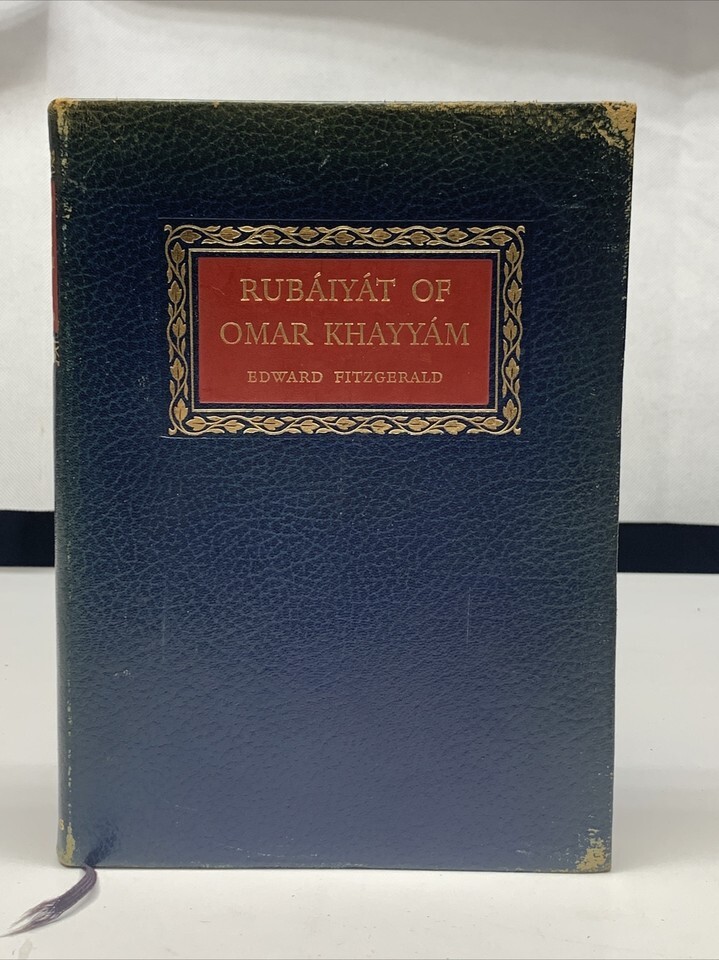 RUBÁIYÁT OF
OMAR KHAYYÁM
EDWARD FITZGERALD